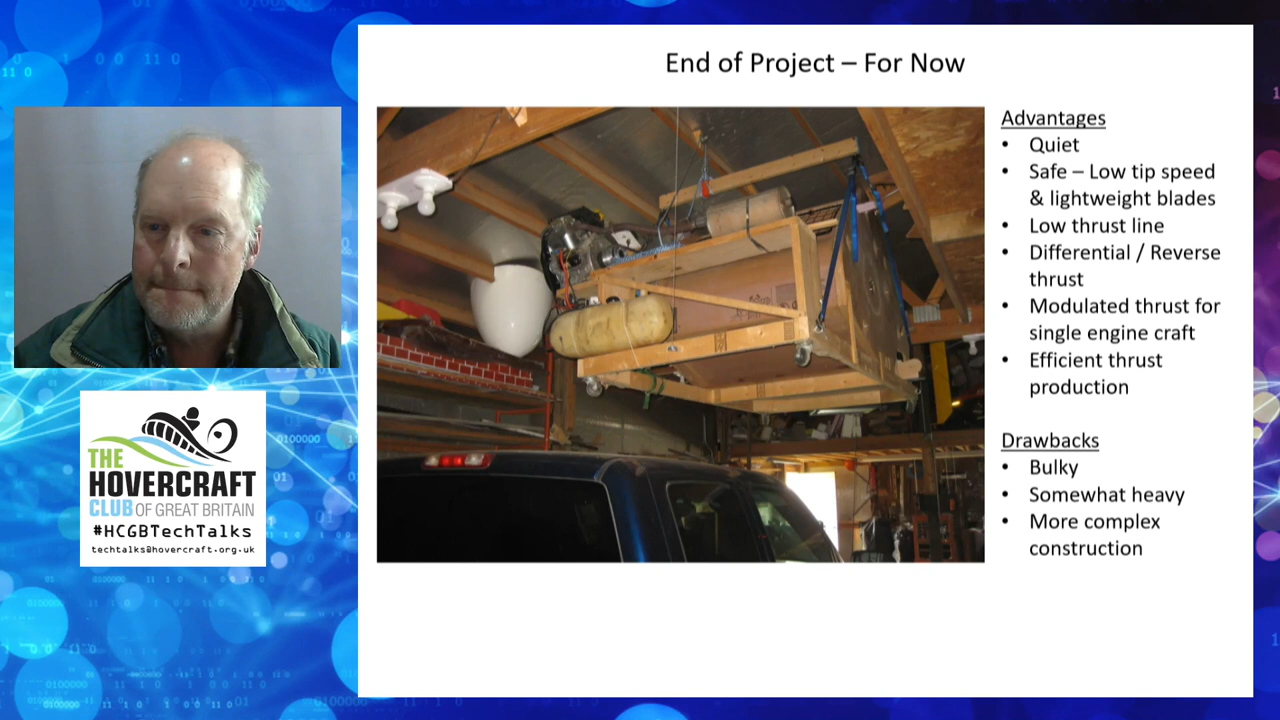 End of Project – For Now
Advantages
• Quiet
• Safe – Low tip speed
& lightweight blades
• Low thrust line
• Differential / Reverse
thrust
• Modulated thrust for
single engine craft
• Efficient thrust
production
Drawbacks
• Bulky
• Somewhat heavy
• More complex
construction
THE
HOVERCRAFT
CLUB OF GREAT BRITAIN
#HCGBTechTalks
techtalks@hovercraft.org.uk